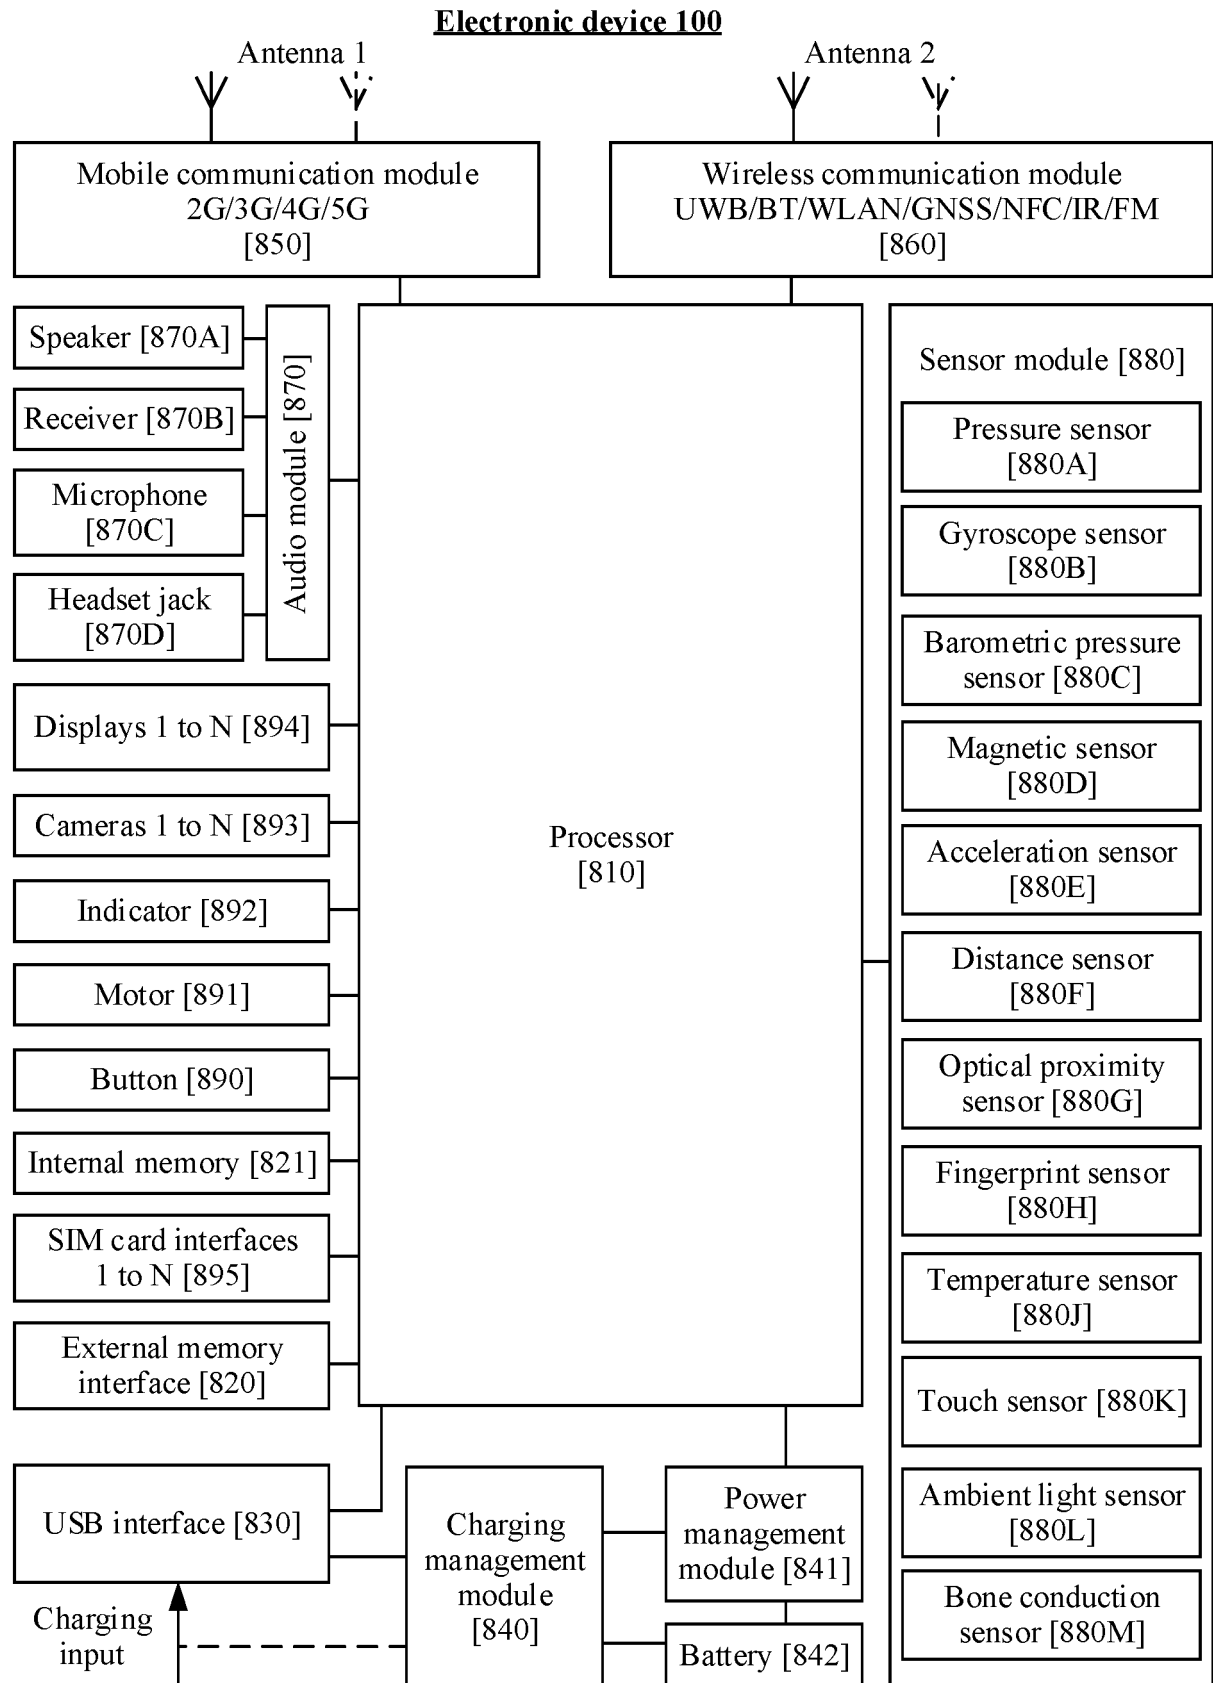 Electronic device 100
Antenna 1
Antenna 2
Mobile communication module
2G/3G/4G/5G
[850]
Wireless communication module
UWB/BT/WLAN/GNSS/NFC/IR/FM
[860]
Speaker [870A]
Receiver [870B]
Microphone
[870C]
Headset jack
[870D]
Audio module [870]
Displays 1 to N [894]
Cameras 1 to N [893]
Indicator [892]
Motor [891]
Button [890]
Internal memory [821]
SIM card interfaces
1 to N [895]
External memory
interface [820]
Processor
[810]
Sensor module [880]
Pressure sensor
[880A]
Gyroscope sensor
[880B]
Barometric pressure
sensor [880C]
Magnetic sensor
[880D]
Acceleration sensor
[880E]
Distance sensor
[880F]
Optical proximity
sensor [880G]
Fingerprint sensor
[880H]
Temperature sensor
[880J]
Touch sensor [880K]
Ambient light sensor
[880L]
Bone conduction
sensor [880M]
USB interface [830]
Charging
input
Charging
management
module
[840]
Power
management
module [841]
Battery [842]